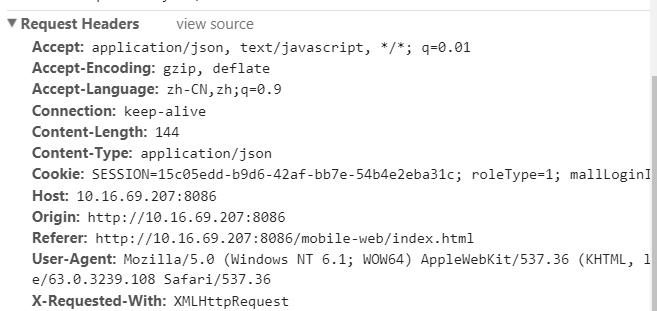 Request Headers view source
Accept: application/json, text/javascript, */*; q=0.01
Accept-Encoding: gzip, deflate
Accept-Language: zh-CN,zh;q=0.9
Connection: keep-alive
Content-Length: 144
Content-Type: application/json
Cookie: SESSION=15c05edd-b9d6-42af-bb7e-54b4e2eba31c; roleType=1; mallLoginI
Host: 10.16.69.207:8086
Origin: http://10.16.69.207:8086
Referer: http://10.16.69.207:8086/mobile-web/index.html
User-Agent: Mozilla/5.0 (Windows NT 6.1; WOW64) AppleWebKit/537.36 (KHTML, l
e/63.0.3239.108 Safari/537.36
X-Requested-With: XMLHttpRequest